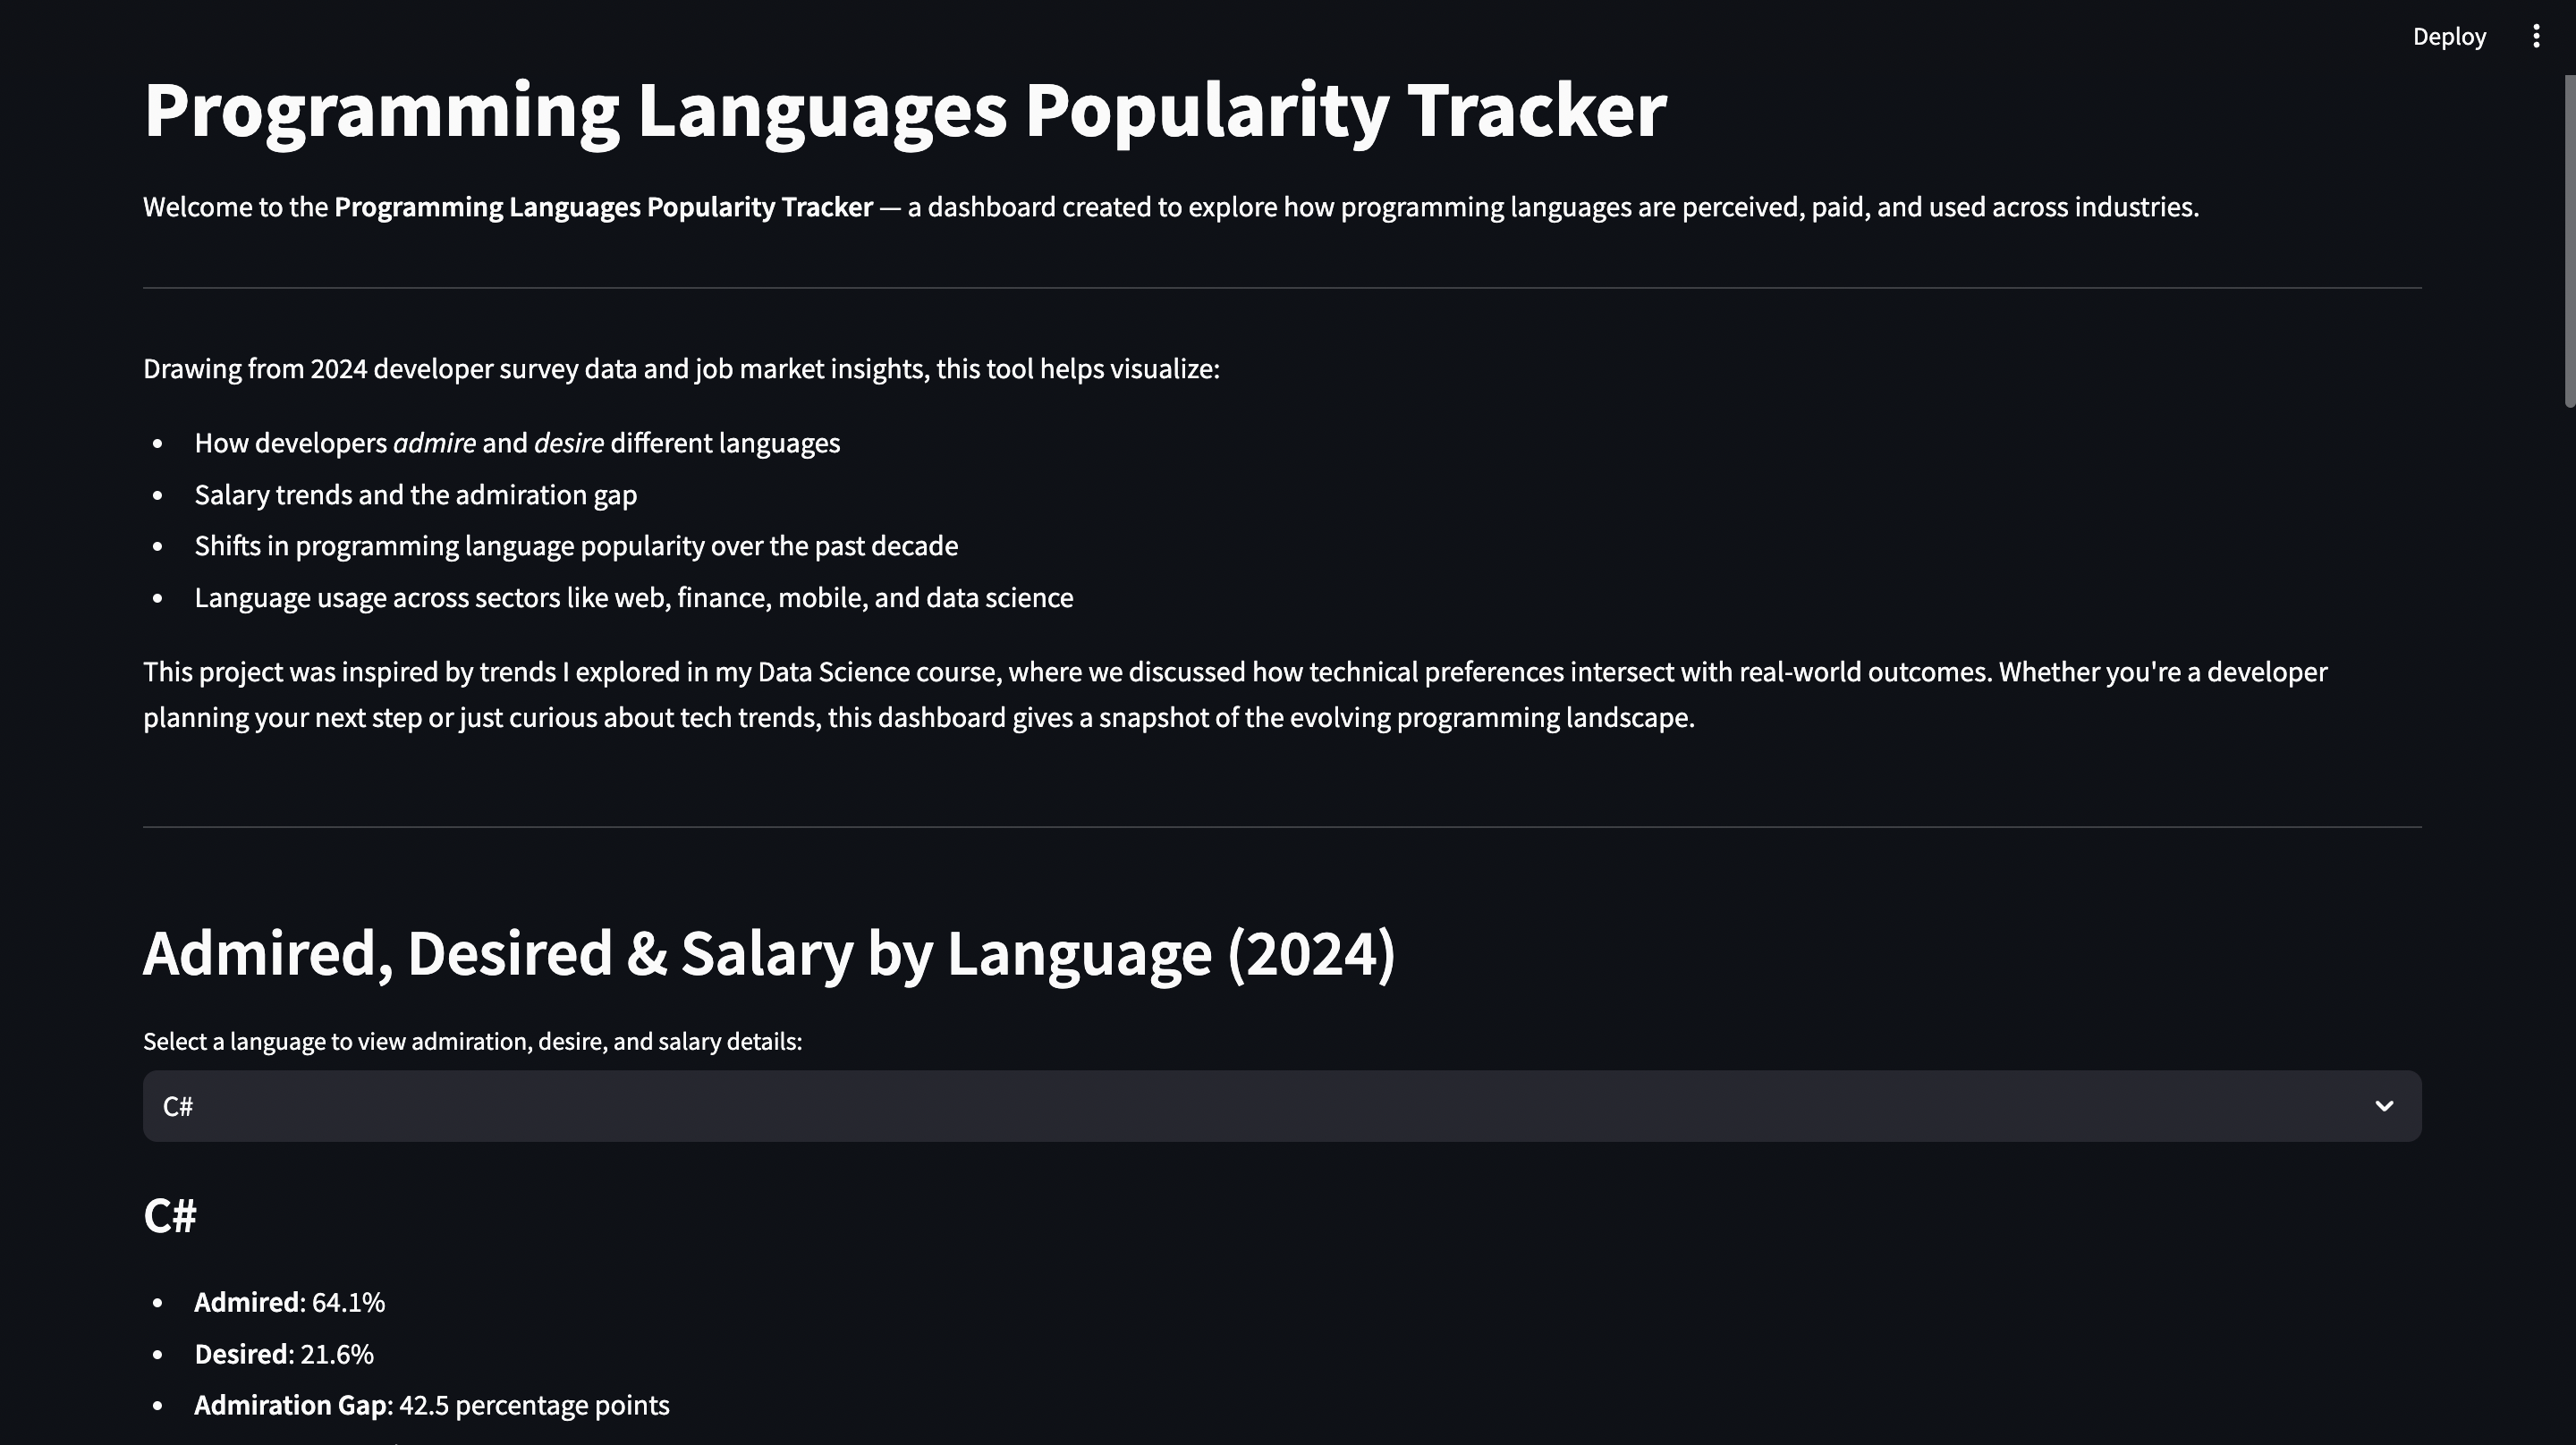 Deploy
Programming Languages Popularity Tracker
Welcome to the Programming Languages Popularity Tracker — a dashboard created to explore how programming languages are perceived, paid, and used across industries.
Drawing from 2024 developer survey data and job market insights, this tool helps visualize:
• How developers admire and desire different languages
• Salary trends and the admiration gap
• Shifts in programming language popularity over the past decade
• Language usage across sectors like web, finance, mobile, and data science
This project was inspired by trends I explored in my Data Science course, where we discussed how technical preferences intersect with real-world outcomes. Whether you're a developer
planning your next step or just curious about tech trends, this dashboard gives a snapshot of the evolving programming landscape.
Admired, Desired & Salary by Language (2024)
Select a language to view admiration, desire, and salary details:
C#
C#
• Admired: 64.1%
• Desired: 21.6%
• Admiration Gap: 42.5 percentage points